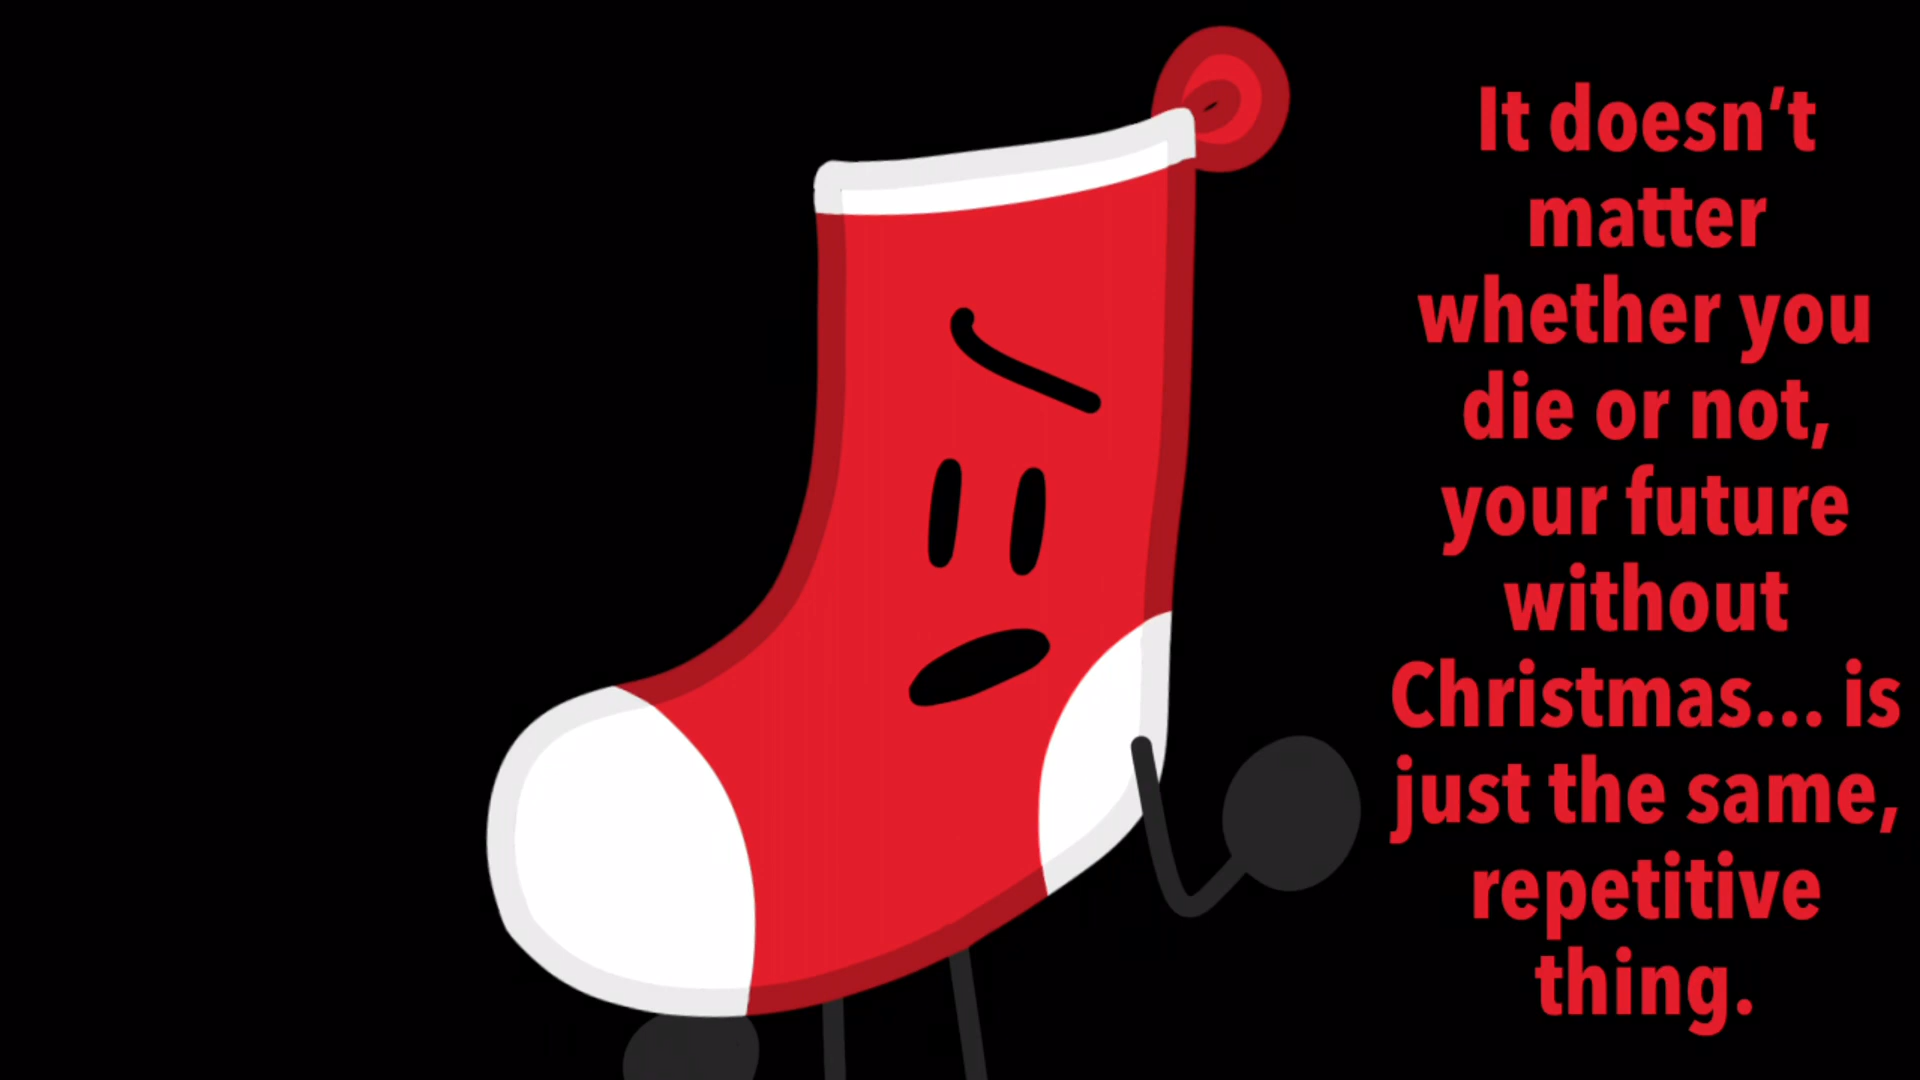 It doesn’t
matter
whether you
die or not,
your future
without
Christmas... is
just the same,
repetitive
thing.